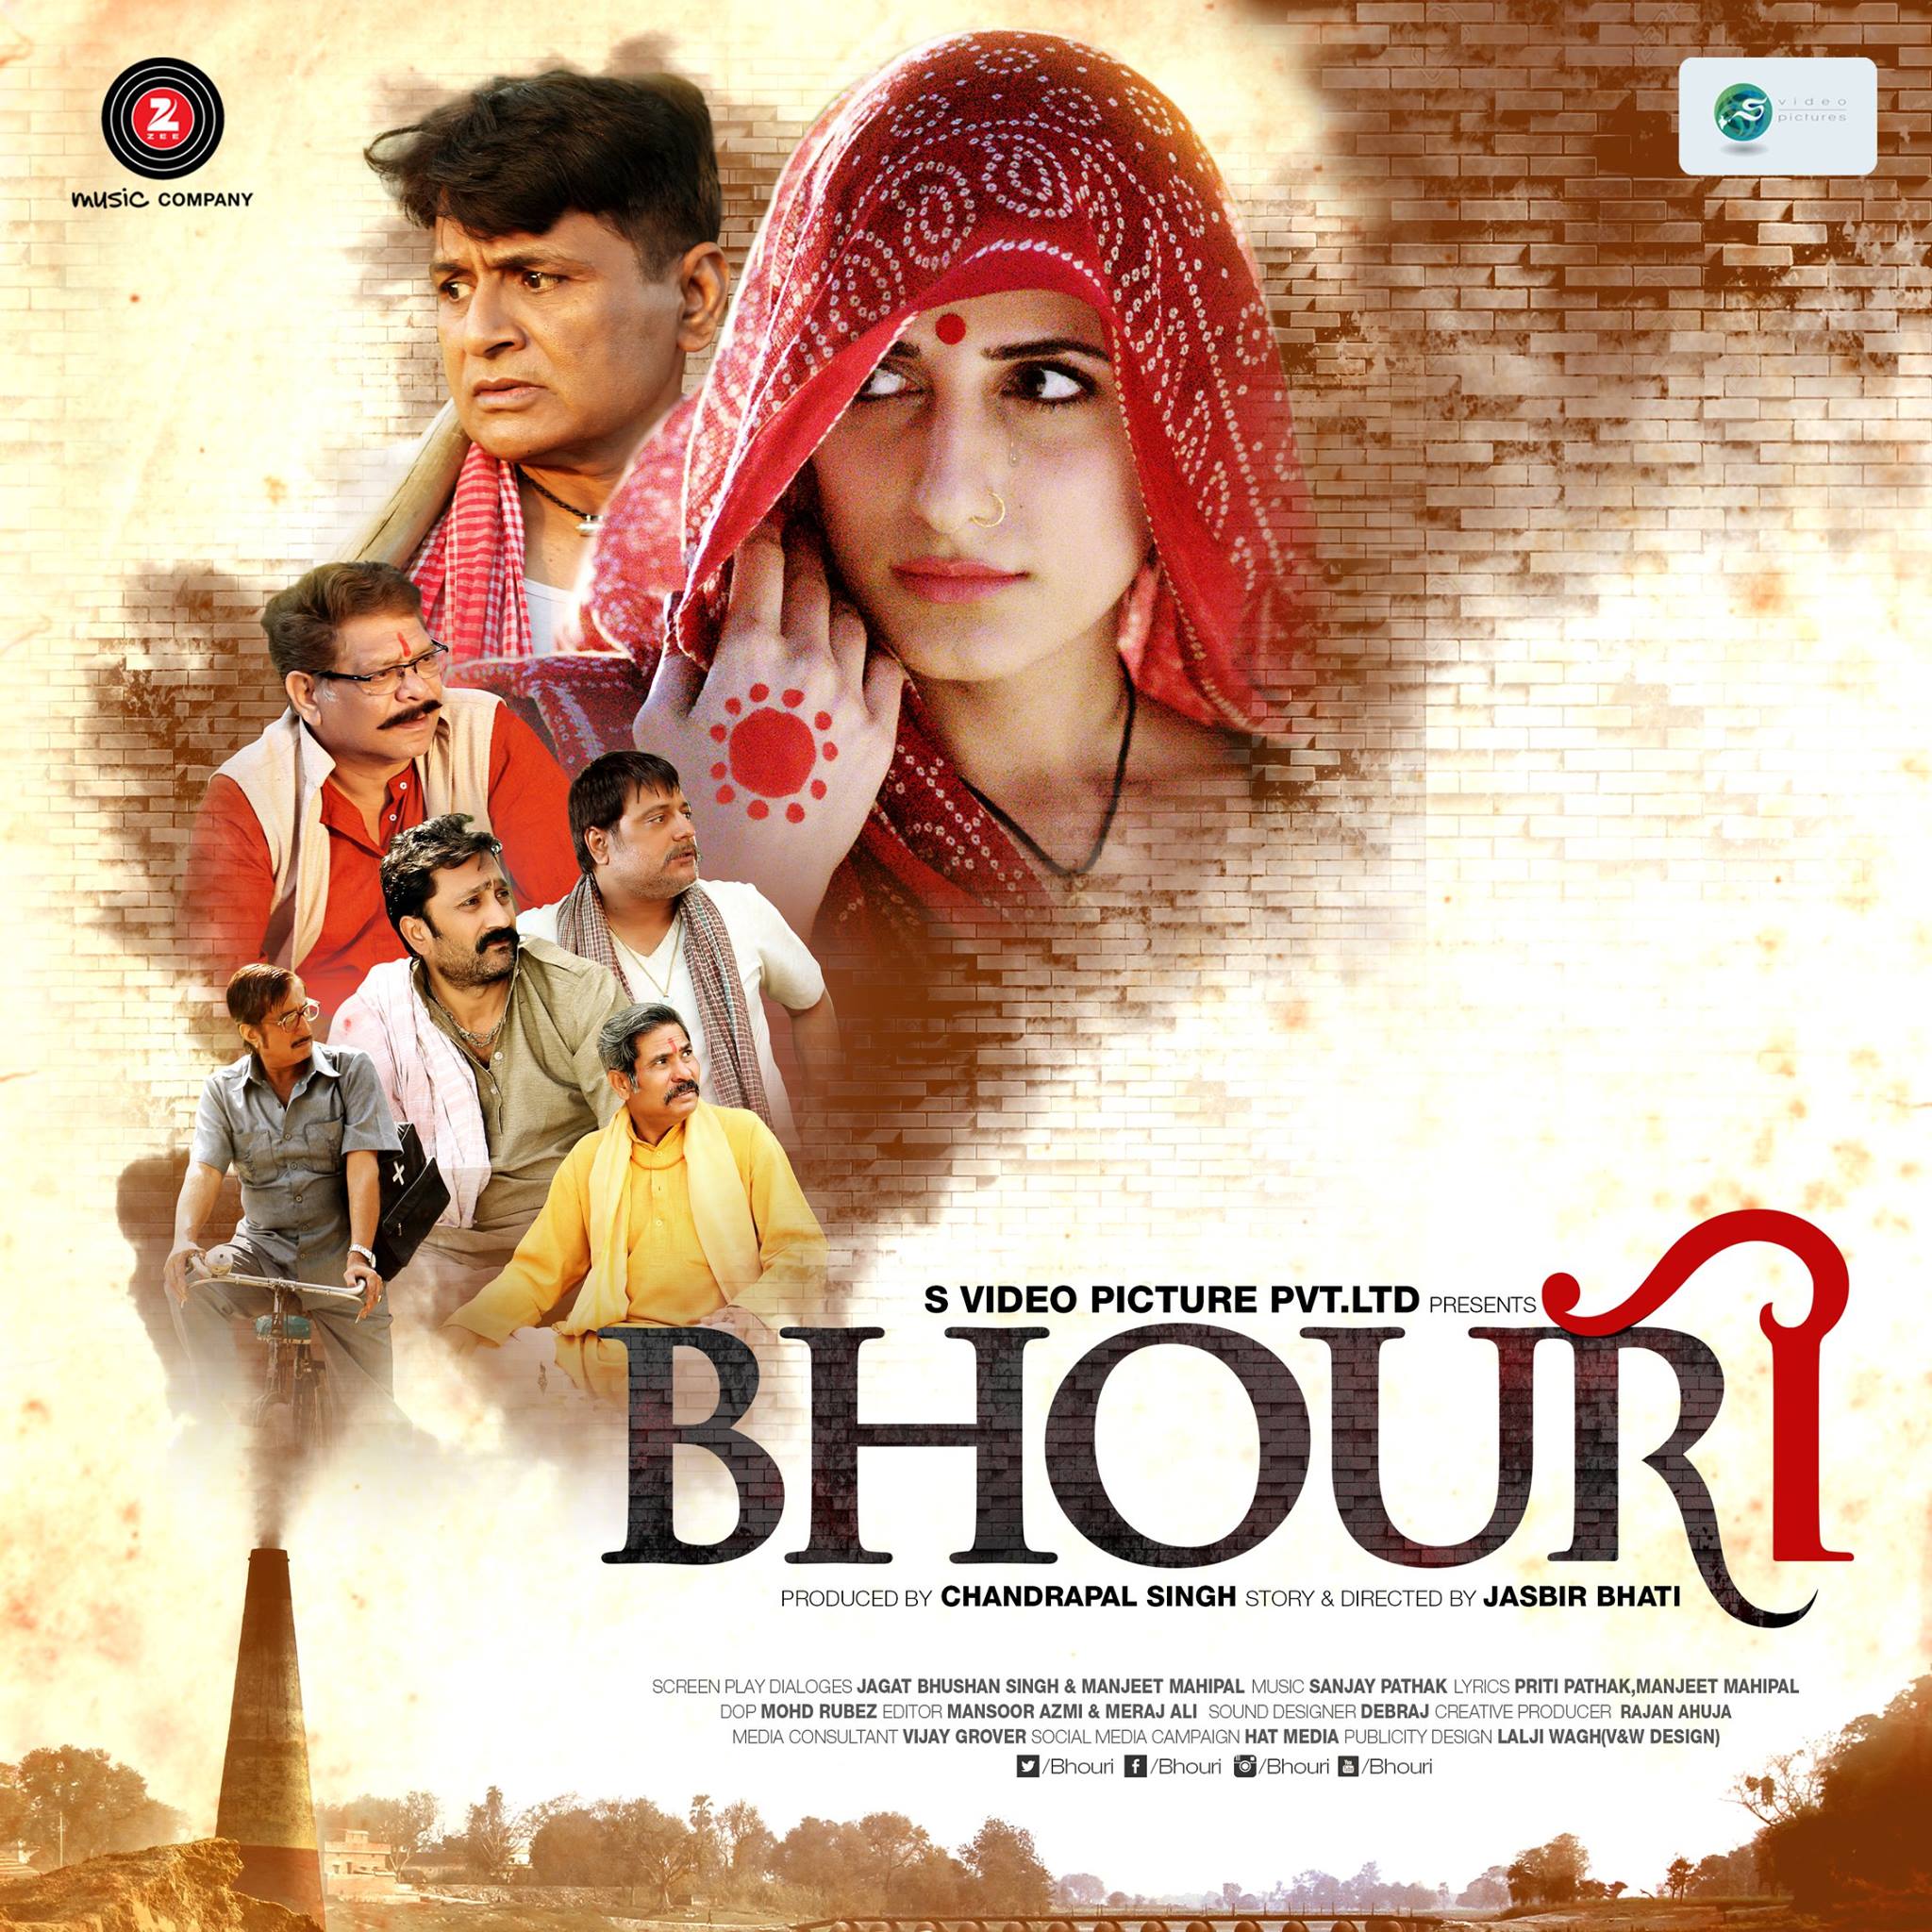 Z
ZEE
music COMPANY
S video
pictures
S VIDEO PICTURE PVT.LTD PRESENTS
BHOURI
PRODUCED BY CHANDRAPAL SINGH STORY & DIRECTED BY JASBIR BHATI
SCREEN PLAY DIALOGES JAGAT BHUSHAN SINGH & MANJEET MAHIPAL MUSIC SANJAY PATHAK LYRICS PRITI PATHAK,MANJEET MAHIPAL
DOP MOHD RUBEZ EDITOR MANSOOR AZMI & MERAJ ALI SOUND DESIGNER DEBRAJ CREATIVE PRODUCER RAJAN AHUJA
MEDIA CONSULTANT VIJAY GROVER SOCIAL MEDIA CAMPAIGN HAT MEDIA PUBLICITY DESIGN LALJI WAGH(V&W DESIGN)
/Bhouri f/Bhouri /Bhouri /Bhouri